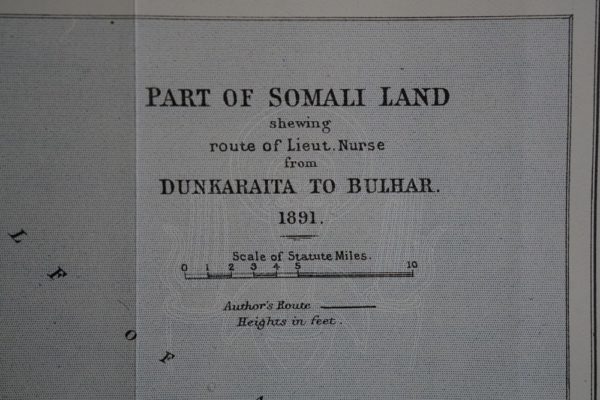 PART OF SOMALI LAND
shewing
route of Lieut. Nurse
from
DUNKARAITA TO BULHAR.
1891.
Scale of Statute Miles.
0 1 2 3 4 5 10
Author's Route
Heights in feet.
L F O F